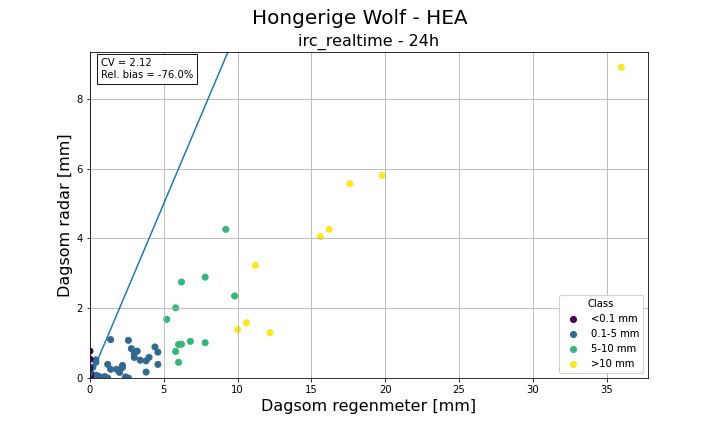 Hongerige Wolf - HEA
irc_realtime - 24h
CV = 2.12
Rel. bias = -76.0%
Dagsom radar [mm]
8
6
4
2
0
0 5 10 15 20 25 30 35
Dagsom regenmeter [mm]
Class
<0.1 mm
0.1-5 mm
5-10 mm
>10 mm